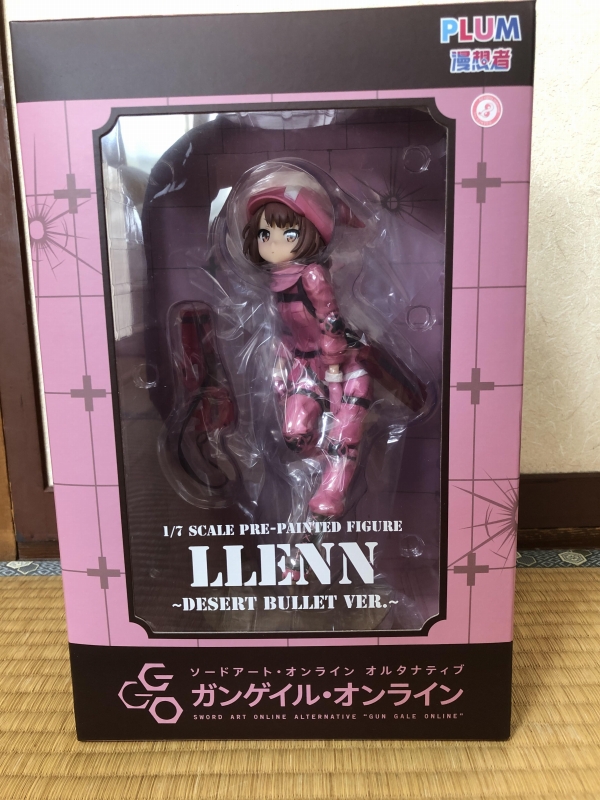 PLUM
漫想者
1/7 SCALE PRE-PAINTED FIGURE
LLENN
~DESERT BULLET VER.~
GGO
ソードアート・オンライン オルタナティブ
ガンゲイル・オンライン
SWORD ART ONLINE ALTERNATIVE "GUN GALE ONLINE"